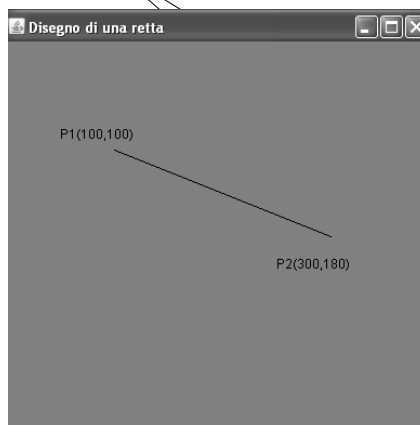 Disegno di una retta
P1(100,100)
P2(300,180)